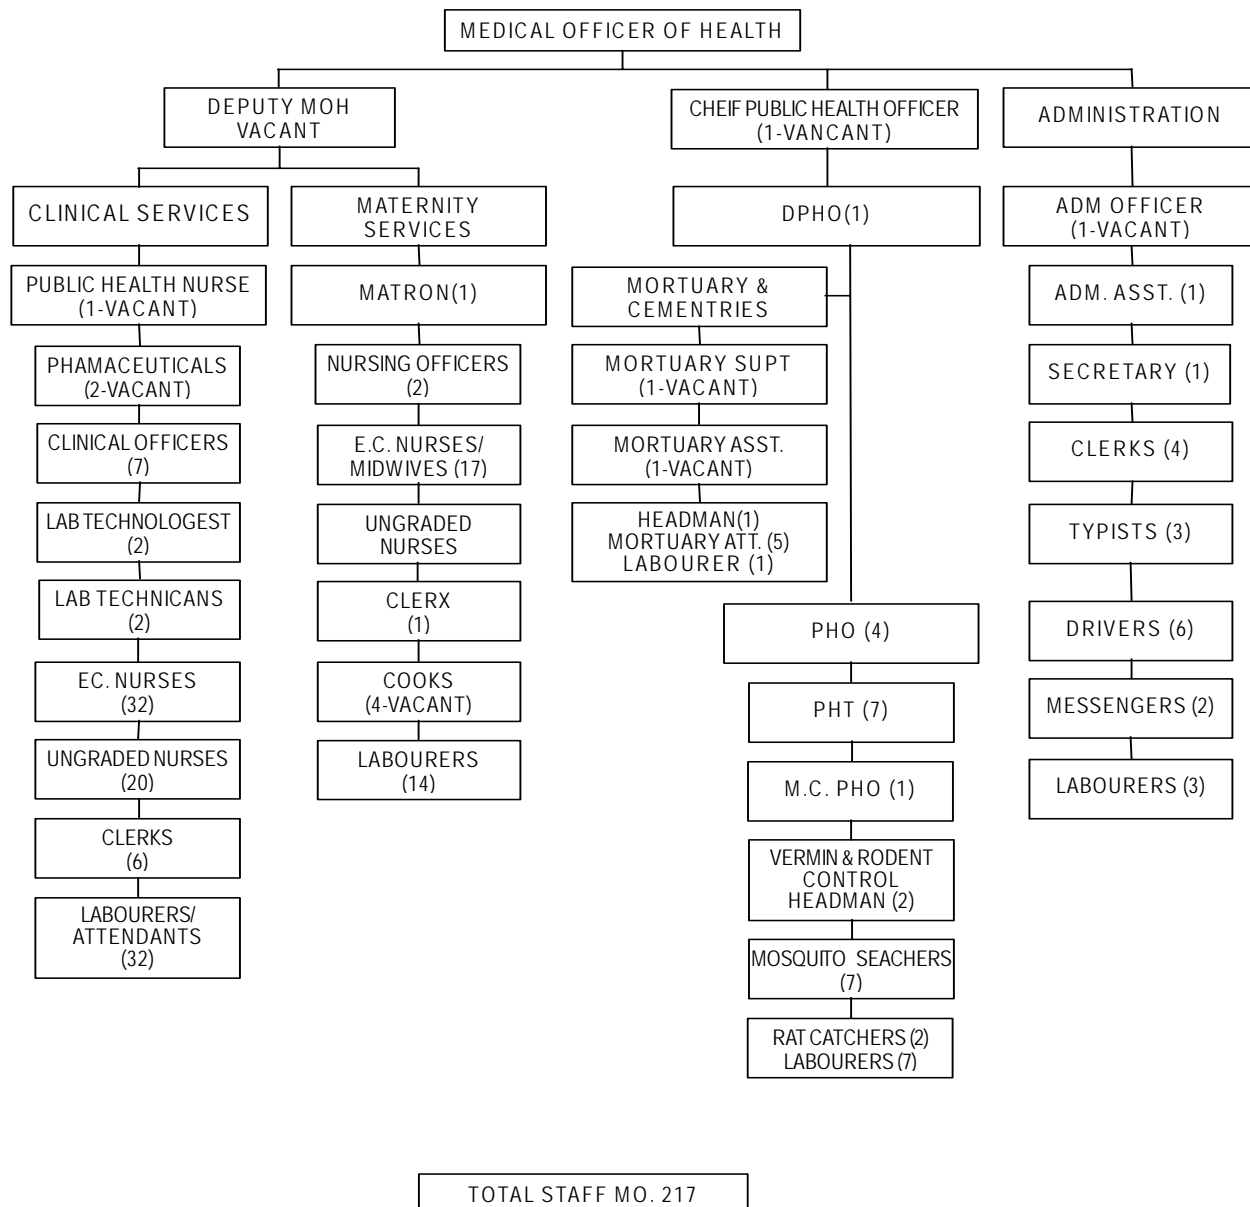 MEDICAL OFFICER OF HEALTH
DEPUTY MOH
VACANT
CHEIF PUBLIC HEALTH OFFICER
(1-VANCANT)
ADMINISTRATION
CLINICAL SERVICES
MATERNITY
SERVICES
DPHO(1)
ADM OFFICER
(1-VACANT)
PUBLIC HEALTH NURSE
(1-VACANT)
MATRON(1)
MORTUARY &
CEMENTRIES
ADM. ASST. (1)
PHAMACEUTICALS
(2-VACANT)
NURSING OFFICERS
(2)
MORTUARY SUPT
(1-VACANT)
SECRETARY (1)
CLINICAL OFFICERS
(7)
E.C. NURSES/
MIDWIVES (17)
MORTUARY ASST.
(1-VACANT)
CLERKS (4)
LAB TECHNOLOGEST
(2)
UNGRADED
NURSES
HEADMAN(1)
MORTUARY ATT. (5)
LABOURER (1)
TYPISTS (3)
LAB TECHNICANS
(2)
CLERX
(1)
PHO (4)
DRIVERS (6)
EC. NURSES
(32)
COOKS
(4-VACANT)
PHT (7)
MESSENGERS (2)
UNGRADED NURSES
(20)
LABOURERS
(14)
M.C. PHO (1)
LABOURERS (3)
CLERKS
(6)
VERMIN & RODENT
CONTROL
HEADMAN (2)
LABOURERS/
ATTENDANTS
(32)
MOSQUITO SEACHERS
(7)
RAT CATCHERS (2)
LABOURERS (7)
TOTAL STAFF MO. 217